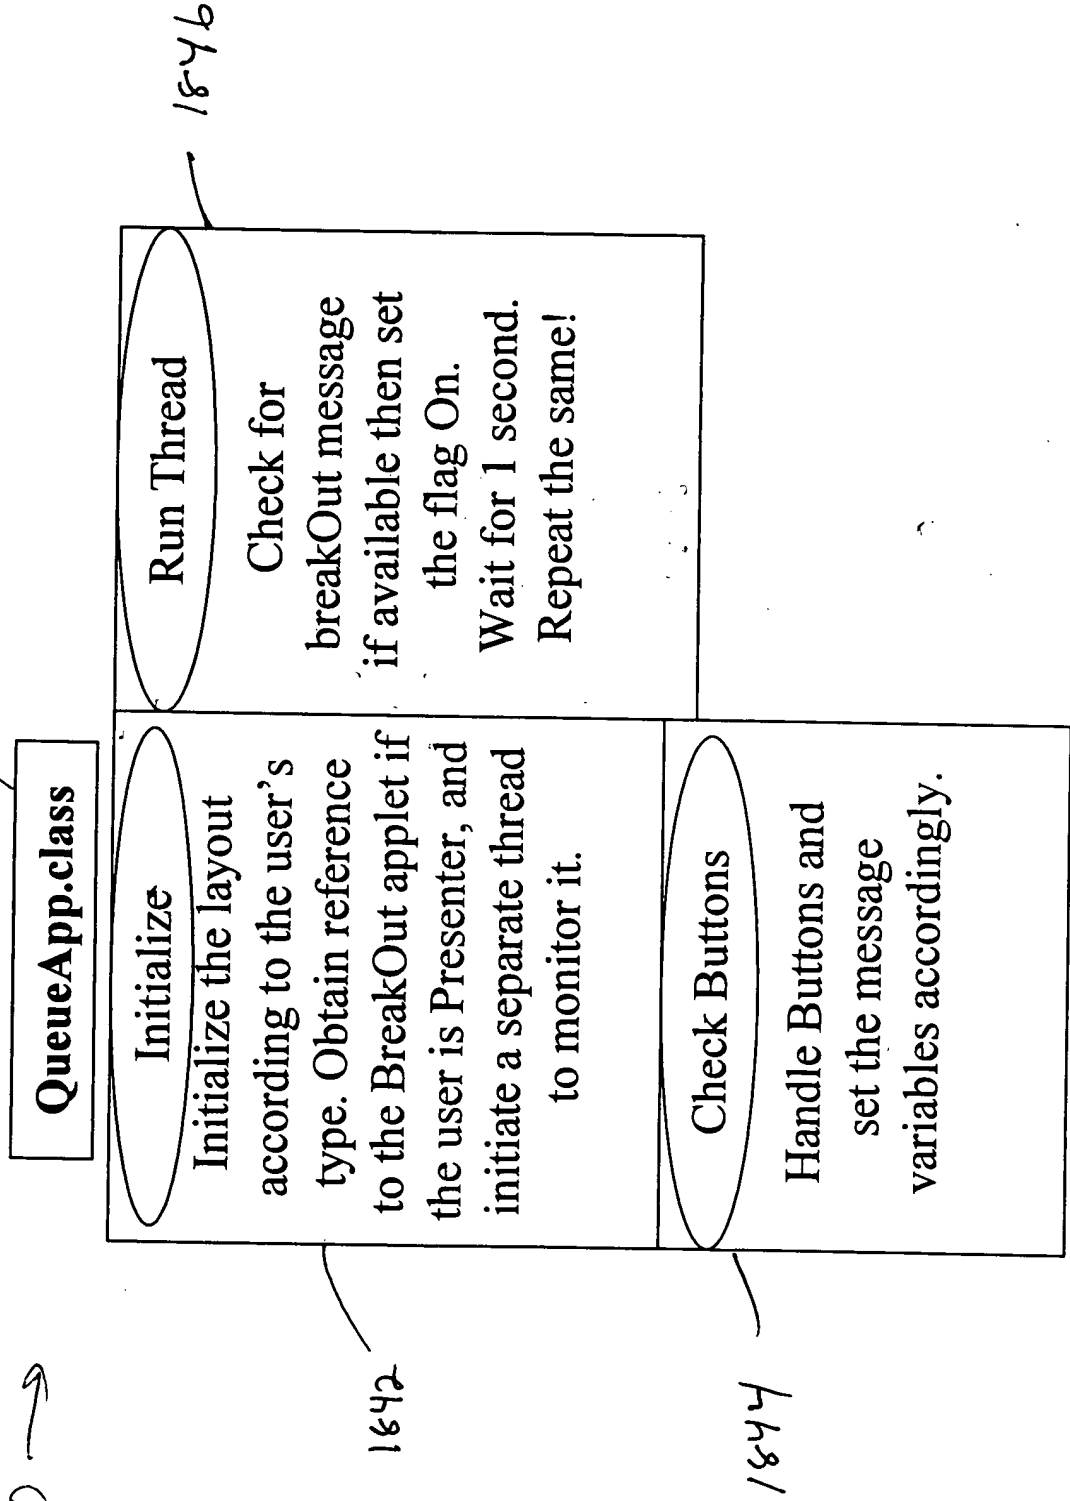 QueueApp.class
Initialize
Initialize the layout
according to the user's
type. Obtain reference
to the BreakOut applet if
the user is Presenter, and
initiate a separate thread
to monitor it.
1842
Run Thread
Check for
breakOut message
if available then set
the flag On.
Wait for 1 second.
Repeat the same!
1846
Check Buttons
Handle Buttons and
set the message
variables accordingly.
1844